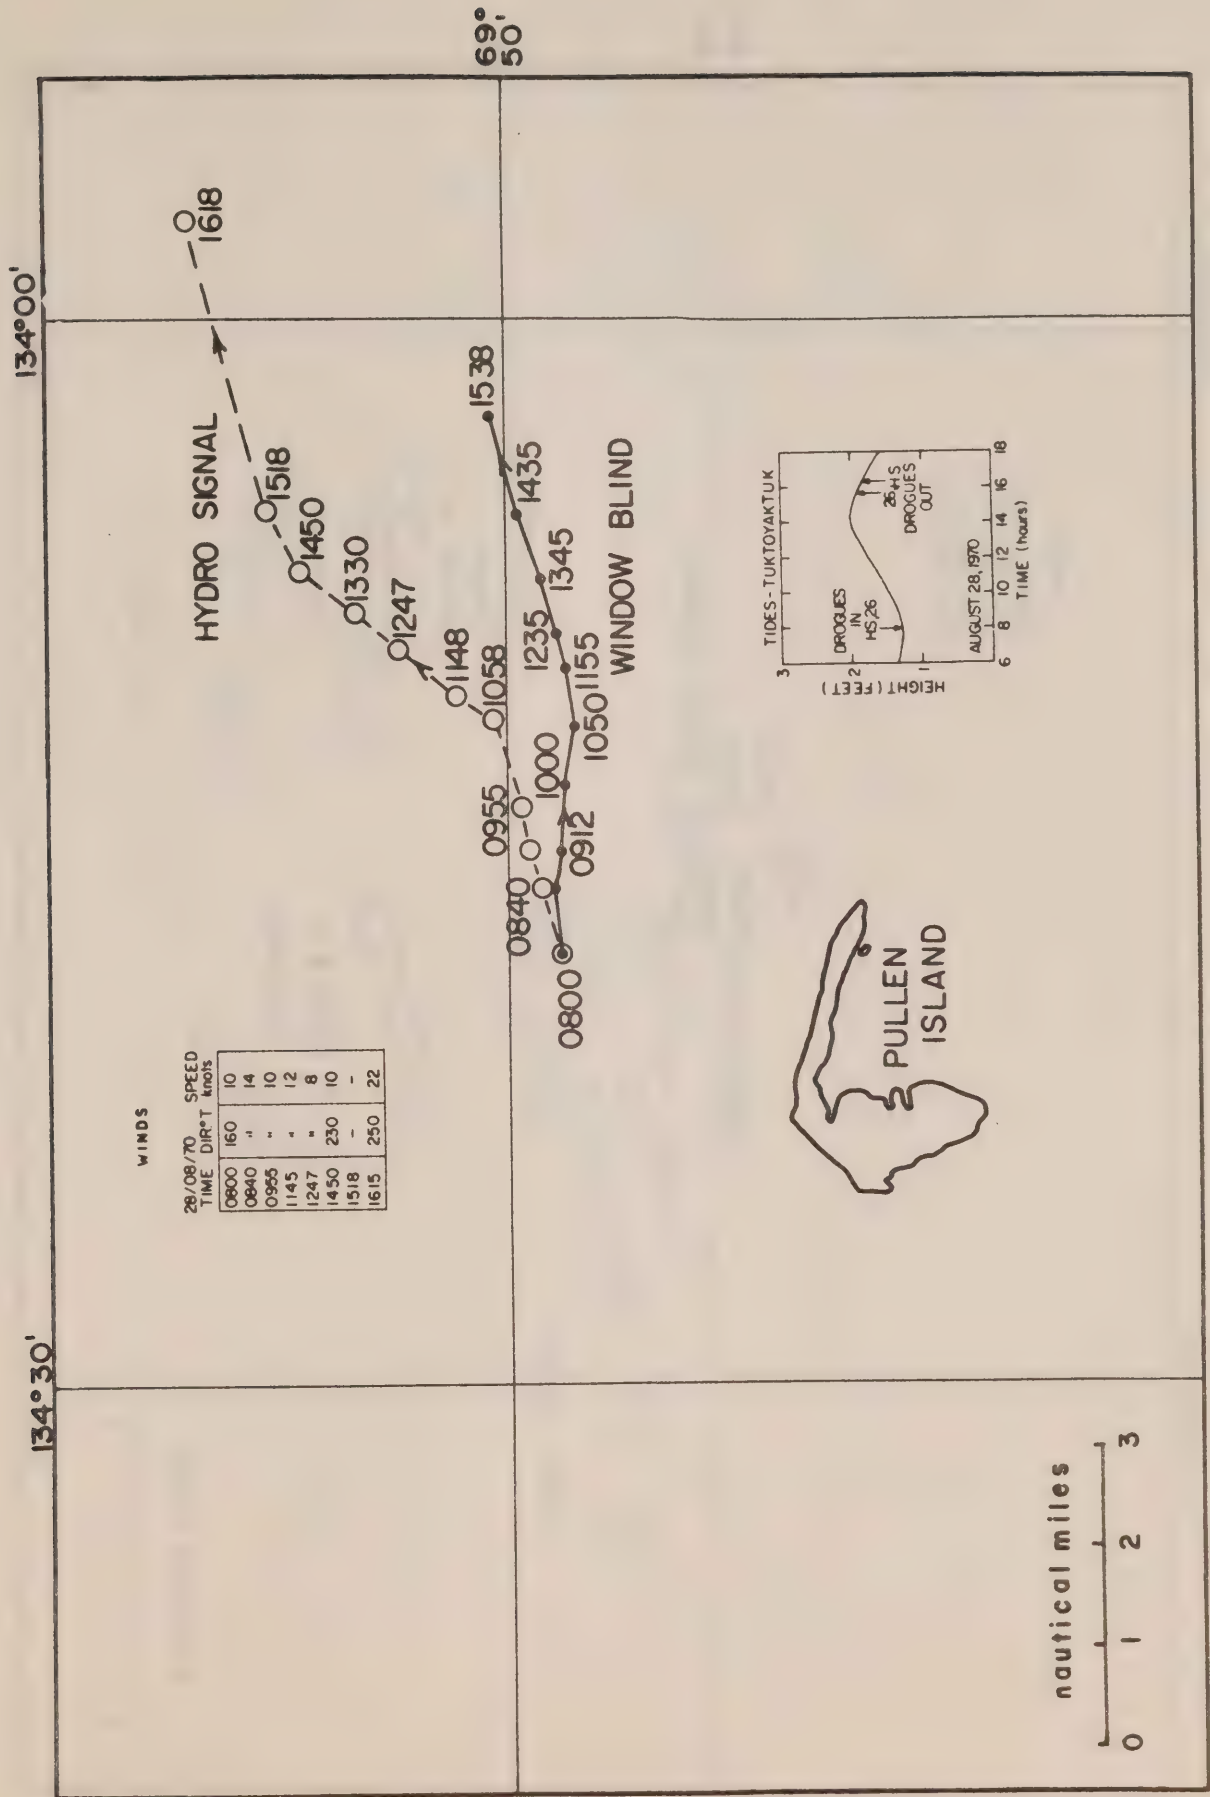 134°30'
134°00'
69°
50'
WINDS
28/08/70
TIME DIR°T SPEED knots
0800 160 10
0840 " 14
0955 " 10
1145 " 12
1247 " 8
1450 230 10
1518 - -
1615 250 22
HYDRO SIGNAL
1618
1518
1450
1330
1247
1148
1058
0955
0840
0800
0912
1000
1050
1155
1235
1345
1435
1538
WINDOW BLIND
PULLEN
ISLAND
TIDES-TUKTOYAKTUK
HEIGHT (FEET)
3
2
1
DROGUES
IN
HS,26
26 HS
DROGUES
OUT
AUGUST 28, 1970
6 8 10 12 14 16 18
TIME (hours)
nautical miles
0 1 2 3